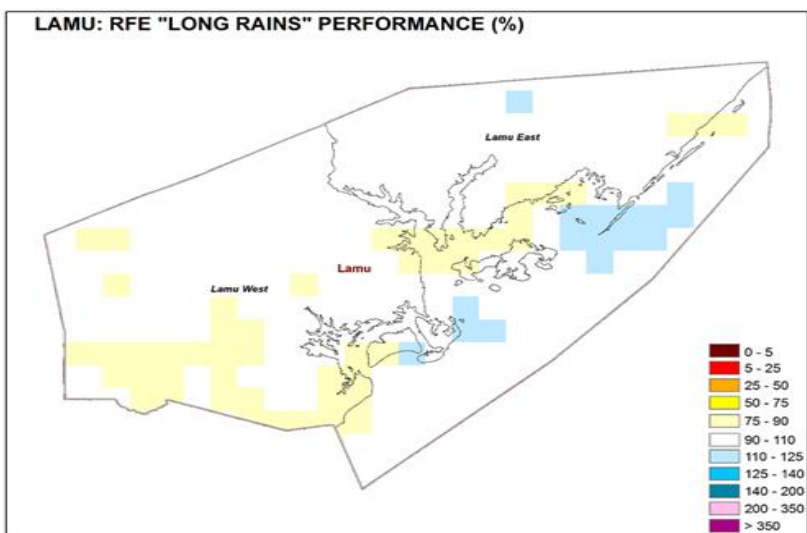 LAMU: RFE "LONG RAINS" PERFORMANCE (%)
Lamu East
Lamu
Lamu West
0 - 5
5 - 25
25 - 50
50 - 75
75 - 90
90 - 110
110 - 125
125 - 140
140 - 200
200 - 350
> 350